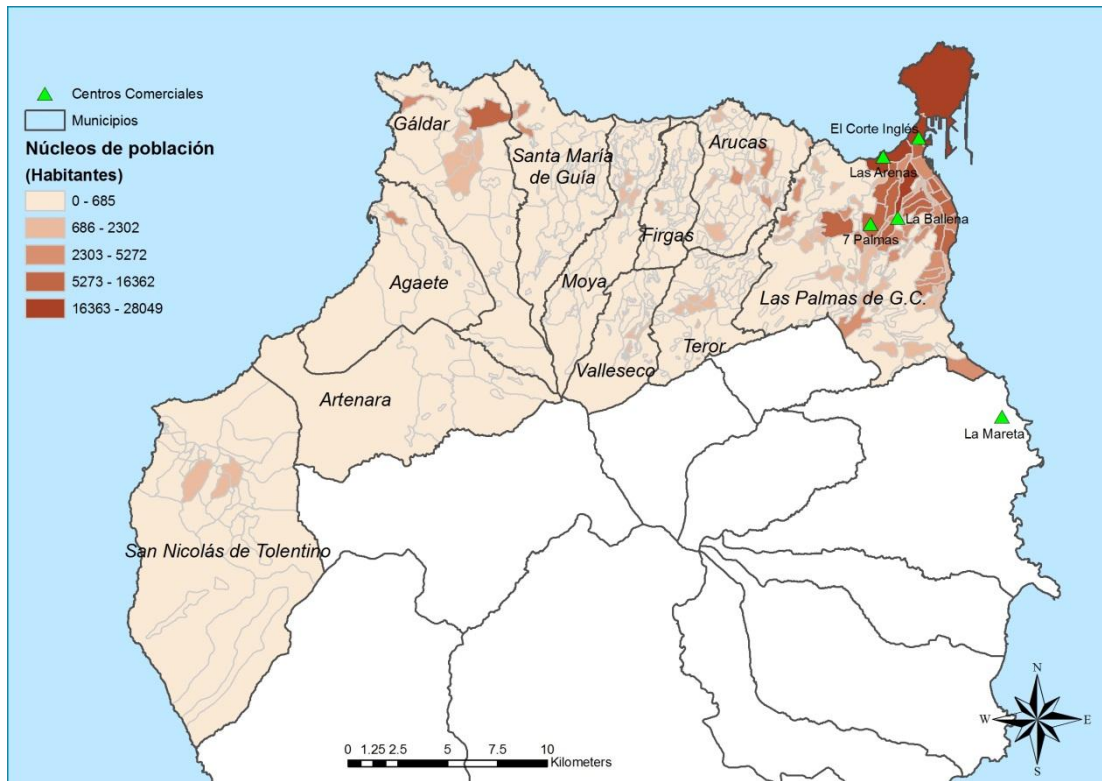 Centros Comerciales
Municipios
Núcleos de población
(Habitantes)
0 - 685
686 - 2302
2303 - 5272
5273 - 16362
16363 - 28049
Gáldar
Santa María
de Guía
Arucas
El Corte Inglés
Las Arenas
La Ballena
7 Palmas
Firgas
Agaete
Moya
Las Palmas de G.C.
Teror
Valleseco
Artenara
La Mareta
San Nicolás de Tolentino
N
W
E
S
0 1.25 2.5 5 7.5 10
Kilometers